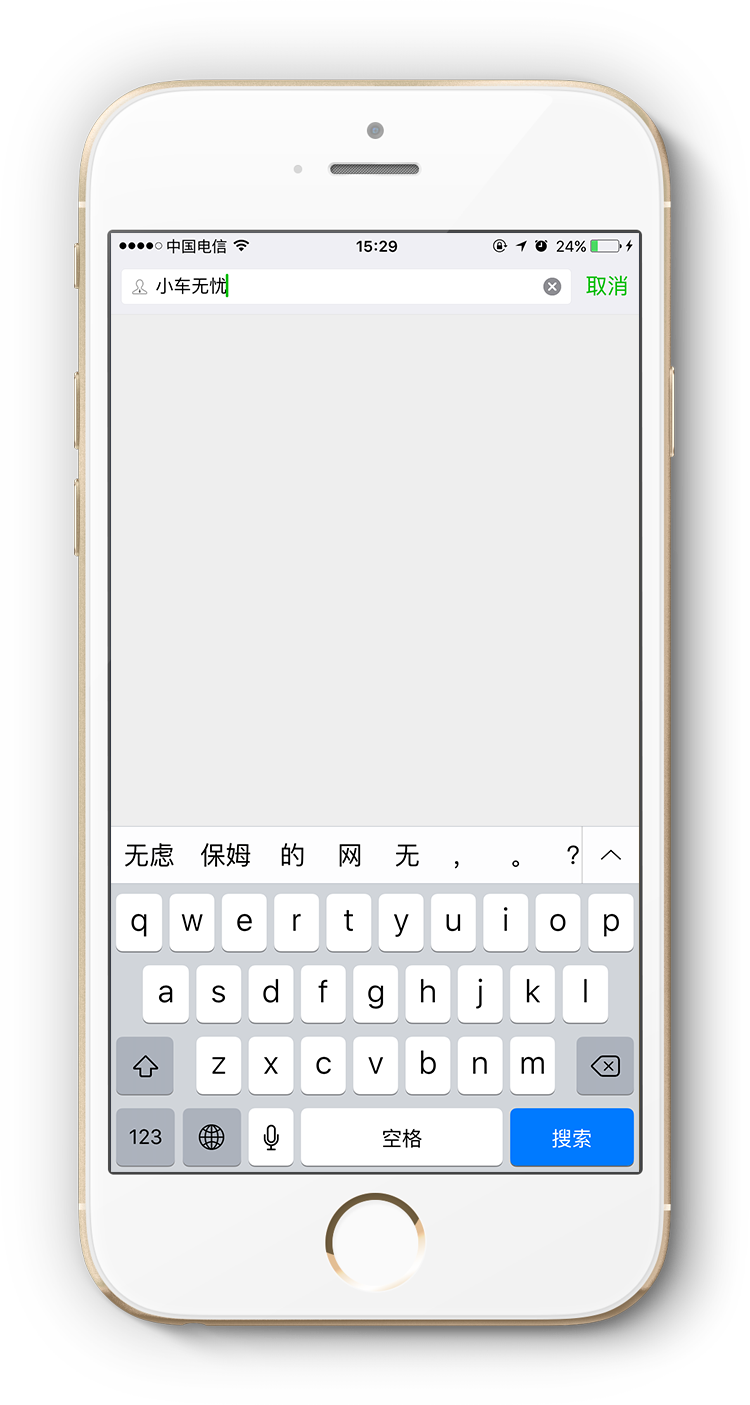 中国电信 15:29 24%
小车无忧 取消
无虑 保姆 的 网 无 ， 。 ?
q w e r t y u i o p
a s d f g h j k l
z x c v b n m
123 空格 搜索